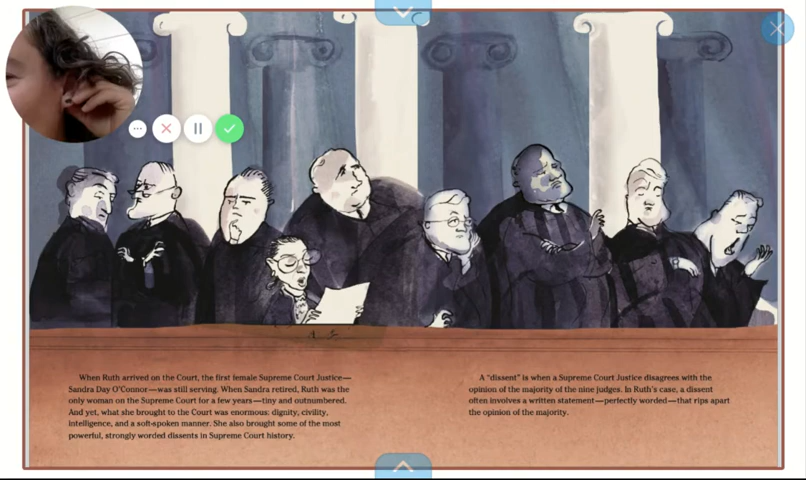 When Ruth arrived on the Court, the first female Supreme Court Justice—
Sandra Day O'Connor—was still serving. When Sandra retired, Ruth was the
only woman on the Supreme Court for a few years—tiny and outnumbered.
And yet, what she brought to the Court was enormous: dignity, civility,
intelligence, and a soft-spoken manner. She also brought some of the most
powerful, strongly worded dissents in Supreme Court history.
A "dissent" is when a Supreme Court Justice disagrees with the
opinion of the majority of the nine judges. In Ruth's case, a dissent
often involves a written statement—perfectly worded—that rips apart
the opinion of the majority.